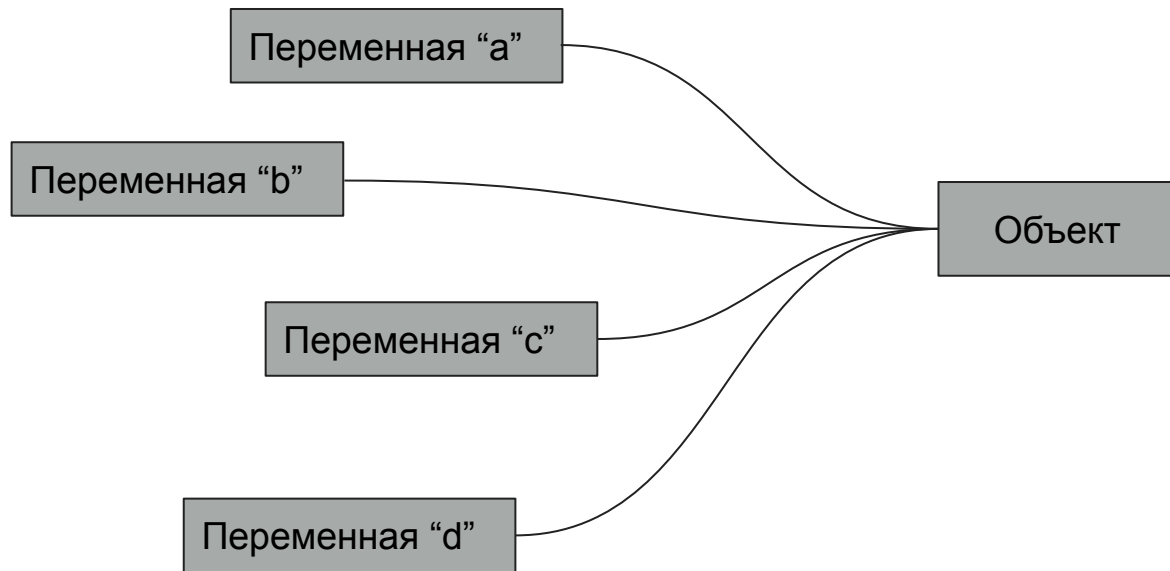 Переменная “a”
Переменная “b”
Объект
Переменная “c”
Переменная “d”